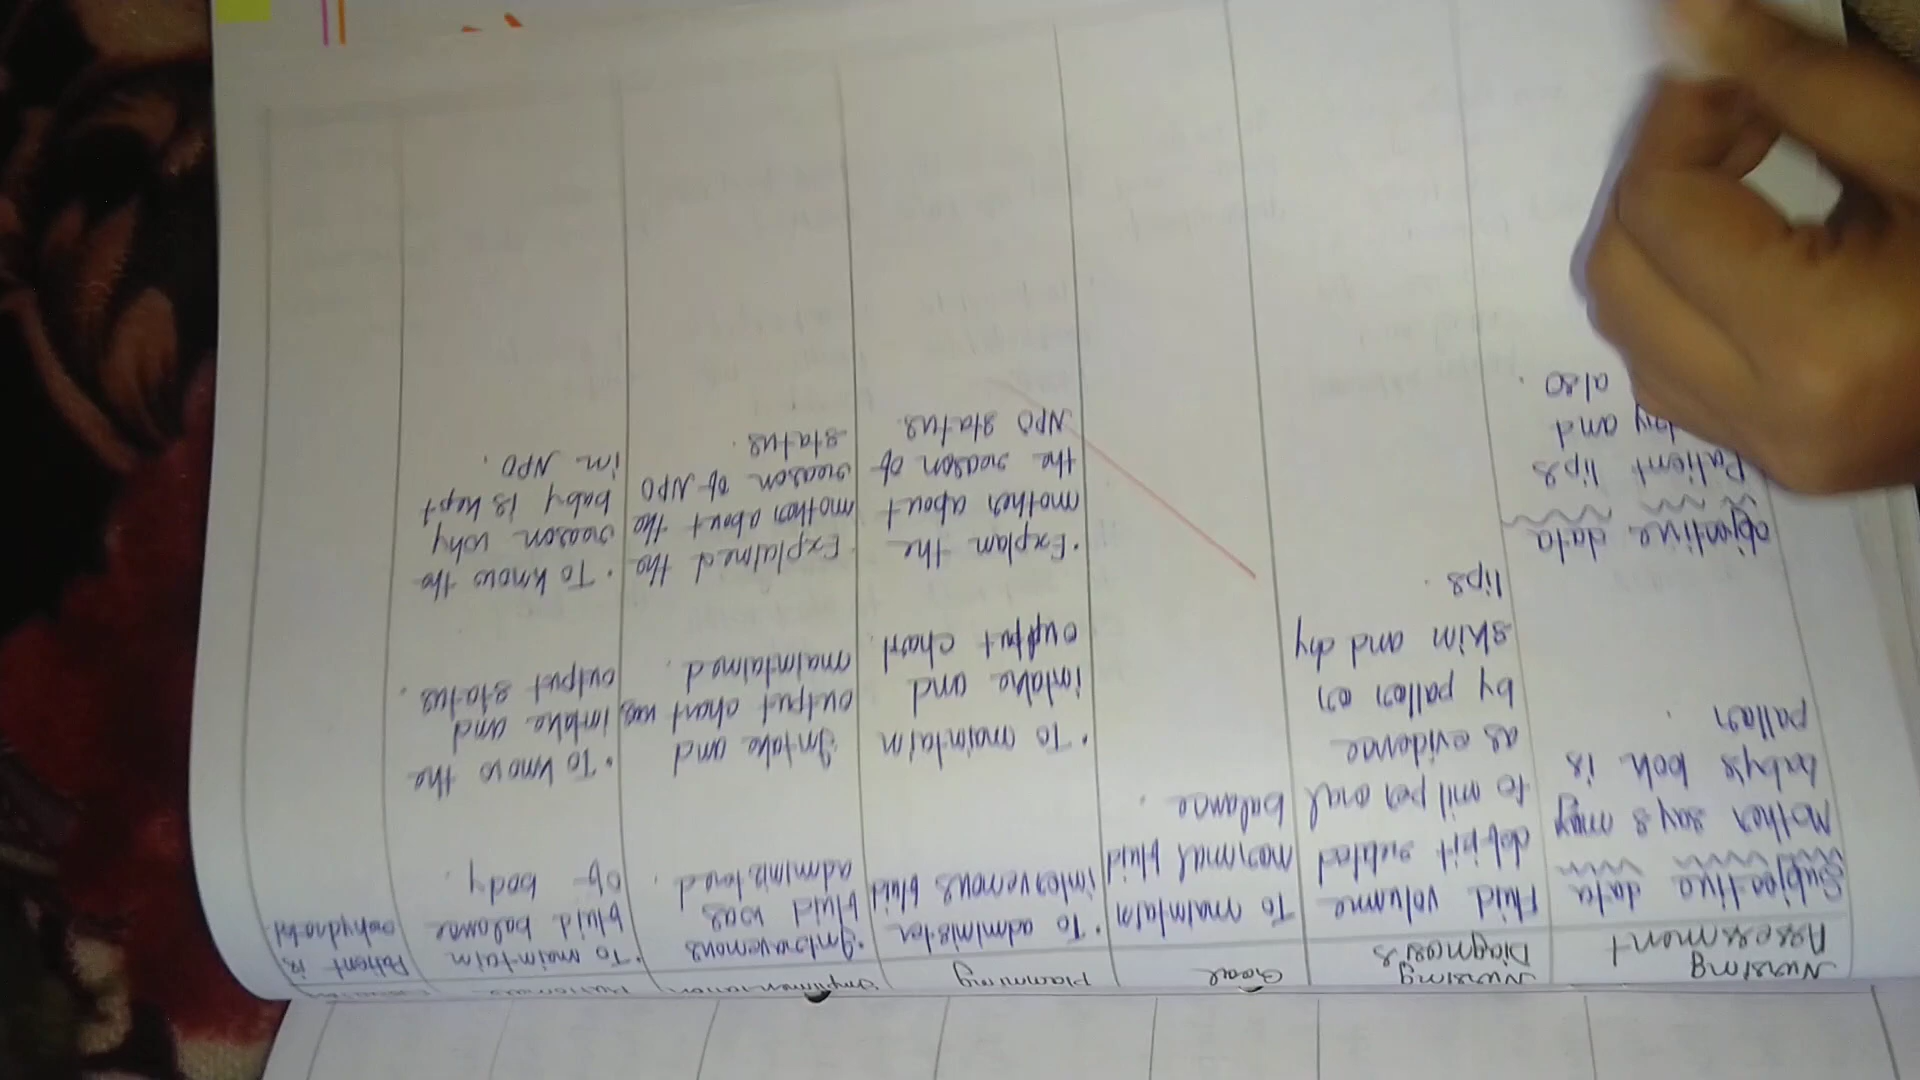 Nursing
Assessment
Subjective data
Mother says my
baby's look is
pallor.
objective data
Patient lips
dry and
also.
Nursing
Diagnosis
Fluid volume
deficit related
to nil per oral
as evidence
by pallor or
skin and dry
lips.
Goal
To maintain
normal fluid
balance.
Planning
• To administer
intervenous fluid
• To maintain
intake and
output chart.
• Explain the
mother about
the reason of
NPO status.
Implimentation
• Intravenous
fluid was
administered.
Intake and
output chart was
maintained.
• Explained the
mother about the
reason of NPO
status.
Rationale
• To maintain
fluid balance
of body.
• To know the
intake and
output status.
• To know the
reason why
baby is kept
in NPO.
Patient is